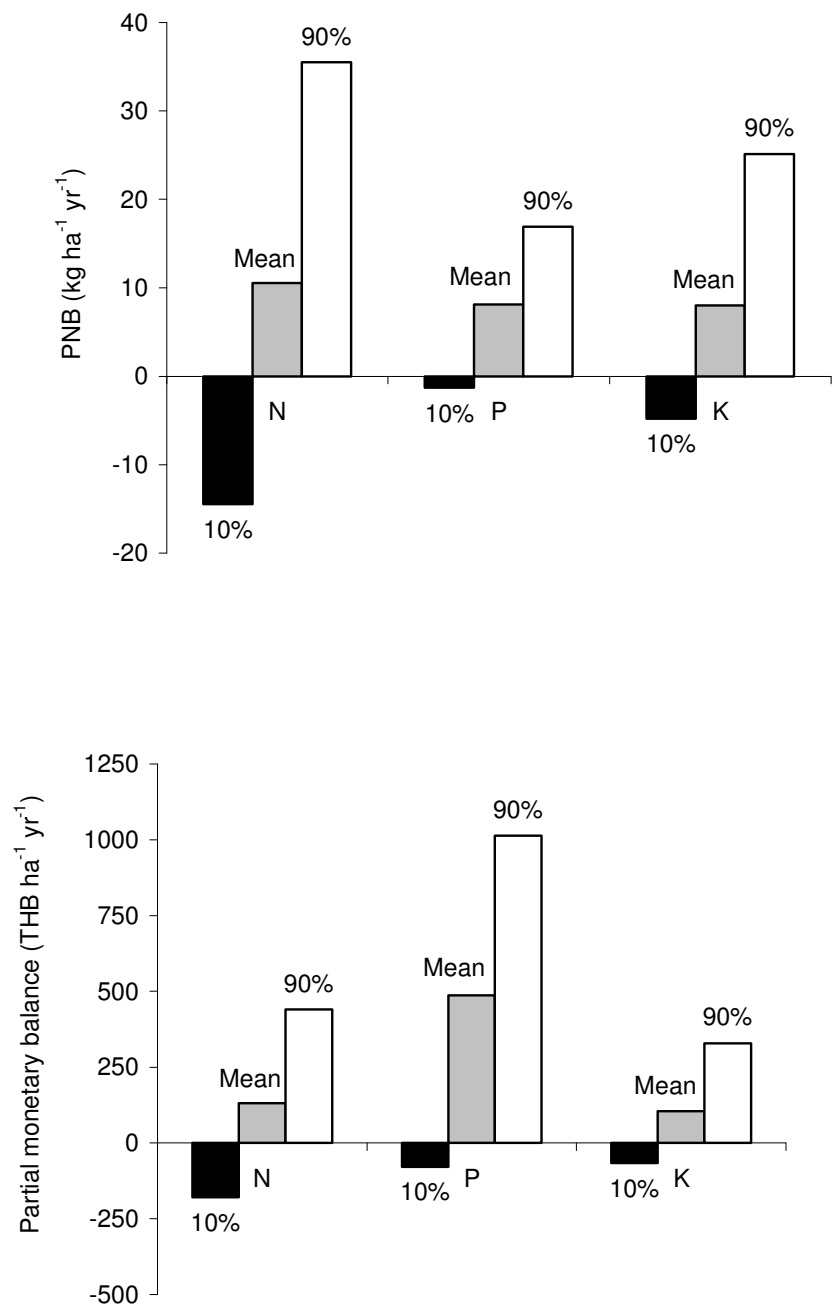 40
90%
30
90%
20
90%
Mean
10
Mean
Mean
0
N
10%
P
K
10%
-10
10%
-20
PNB (kg ha⁻¹ yr⁻¹)
1250
90%
1000
750
Mean
500
90%
90%
250
Mean
Mean
0
N
10%
P
10%
K
10%
-250
-500
Partial monetary balance (THB ha⁻¹ yr⁻¹)